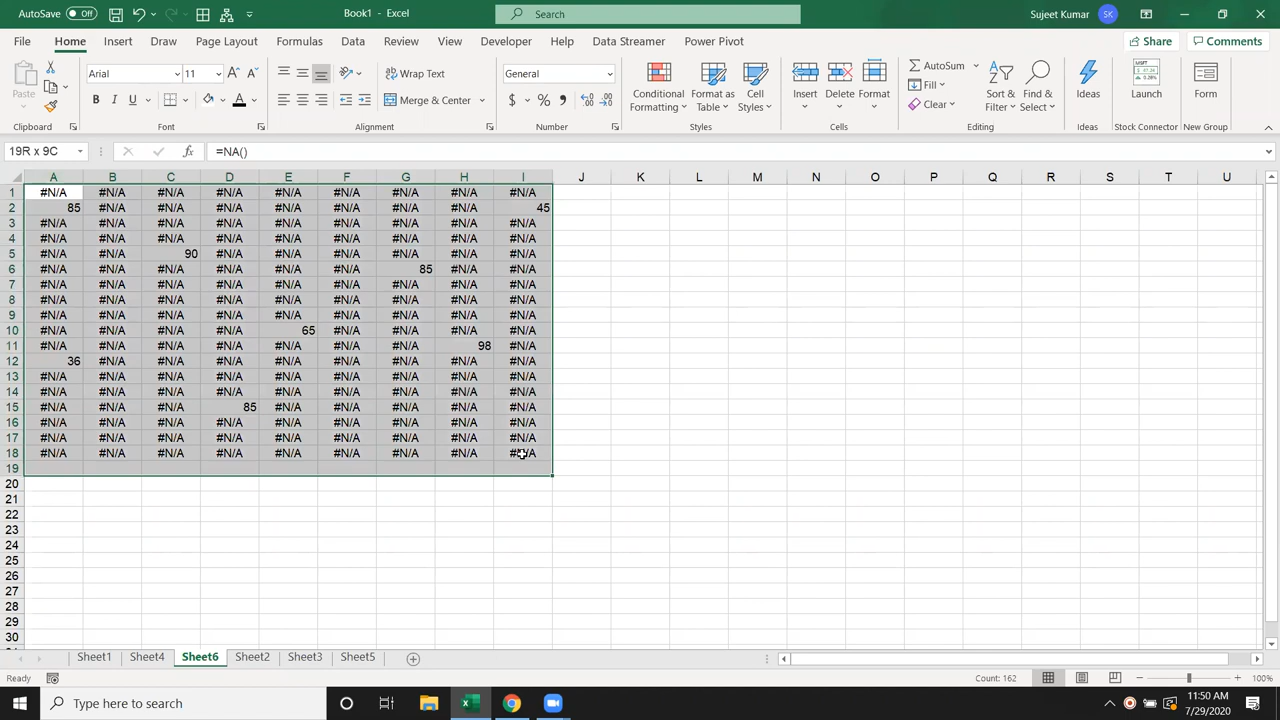 AutoSave Off Book1 - Excel Search Sujeet Kumar SK
File Home Insert Draw Page Layout Formulas Data Review View Developer Help Data Streamer Power Pivot Share Comments
Paste Arial 11 A A Wrap Text General Conditional Formatting Format as Table Cell Styles Insert Delete Format AutoSum Sort & Filter Find & Select Ideas Launch Form
B I U A Merge & Center $ % Fill Clear
Clipboard Font Alignment Number Styles Cells Editing Ideas Stock Connector New Group
19R x 9C fx =NA()
A B C D E F G H I J K L M N O P Q R S T U
1 #N/A #N/A #N/A #N/A #N/A #N/A #N/A #N/A #N/A
2 85 #N/A #N/A #N/A #N/A #N/A #N/A #N/A 45
3 #N/A #N/A #N/A #N/A #N/A #N/A #N/A #N/A #N/A
4 #N/A #N/A #N/A #N/A #N/A #N/A #N/A #N/A #N/A
5 #N/A #N/A 90 #N/A #N/A #N/A #N/A #N/A #N/A
6 #N/A #N/A #N/A #N/A #N/A #N/A 85 #N/A #N/A
7 #N/A #N/A #N/A #N/A #N/A #N/A #N/A #N/A #N/A
8 #N/A #N/A #N/A #N/A #N/A #N/A #N/A #N/A #N/A
9 #N/A #N/A #N/A #N/A #N/A #N/A #N/A #N/A #N/A
10 #N/A #N/A #N/A #N/A 65 #N/A #N/A #N/A #N/A
11 #N/A #N/A #N/A #N/A #N/A #N/A #N/A 98 #N/A
12 36 #N/A #N/A #N/A #N/A #N/A #N/A #N/A #N/A
13 #N/A #N/A #N/A #N/A #N/A #N/A #N/A #N/A #N/A
14 #N/A #N/A #N/A #N/A #N/A #N/A #N/A #N/A #N/A
15 #N/A #N/A #N/A 85 #N/A #N/A #N/A #N/A #N/A
16 #N/A #N/A #N/A #N/A #N/A #N/A #N/A #N/A #N/A
17 #N/A #N/A #N/A #N/A #N/A #N/A #N/A #N/A #N/A
18 #N/A #N/A #N/A #N/A #N/A #N/A #N/A #N/A #N/A
19
20
21
22
23
24
25
26
27
28
29
30
Sheet1 Sheet4 Sheet6 Sheet2 Sheet3 Sheet5
Ready Count: 162 100%
Type here to search 11:50 AM
7/29/2020